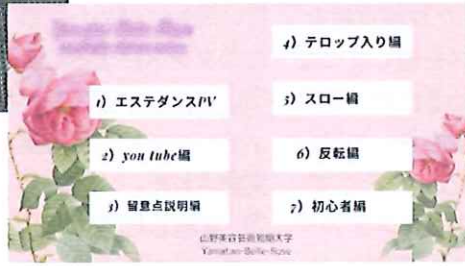 1) エステダンスPV
2) you tube編
3) 留意点説明編
4) テロップ入り編
5) スロー編
6) 反転編
7) 初心者編
山野美容芸術短期大学